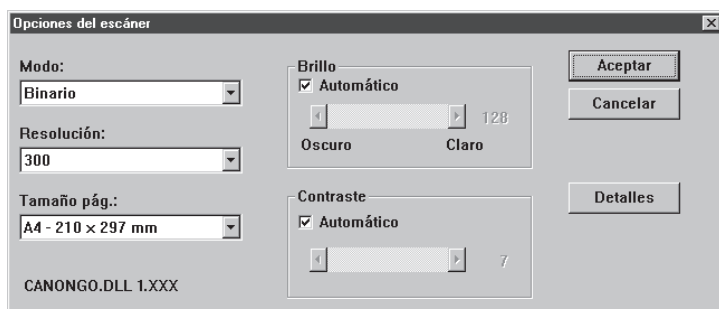 Opciones del escáner
Modo:
Binario
Resolución:
300
Tamaño pág.:
A4 - 210 x 297 mm
CANONGO.DLL 1.XXX
Brillo
Automático
128
Oscuro Claro
Contraste
Automático
7
Aceptar
Cancelar
Detalles